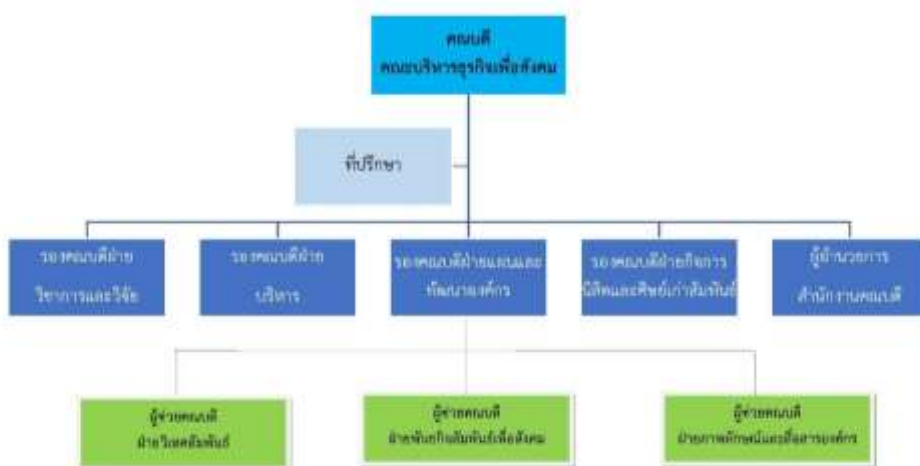 คณบดี
คณะบริหารธุรกิจเพื่อสังคม
ที่ปรึกษา
รองคณบดีฝ่าย
วิชาการและวิจัย
รองคณบดีฝ่าย
บริหาร
รองคณบดีฝ่ายแผนและ
พัฒนาองค์กร
รองคณบดีฝ่ายกิจการ
นิสิตและศิษย์เก่าสัมพันธ์
ผู้อำนวยการ
สำนักงานคณบดี
ผู้ช่วยคณบดี
ฝ่ายวิเทศสัมพันธ์
ผู้ช่วยคณบดี
ฝ่ายพันธกิจสัมพันธ์เพื่อสังคม
ผู้ช่วยคณบดี
ฝ่ายภาพลักษณ์และสื่อสารองค์กร